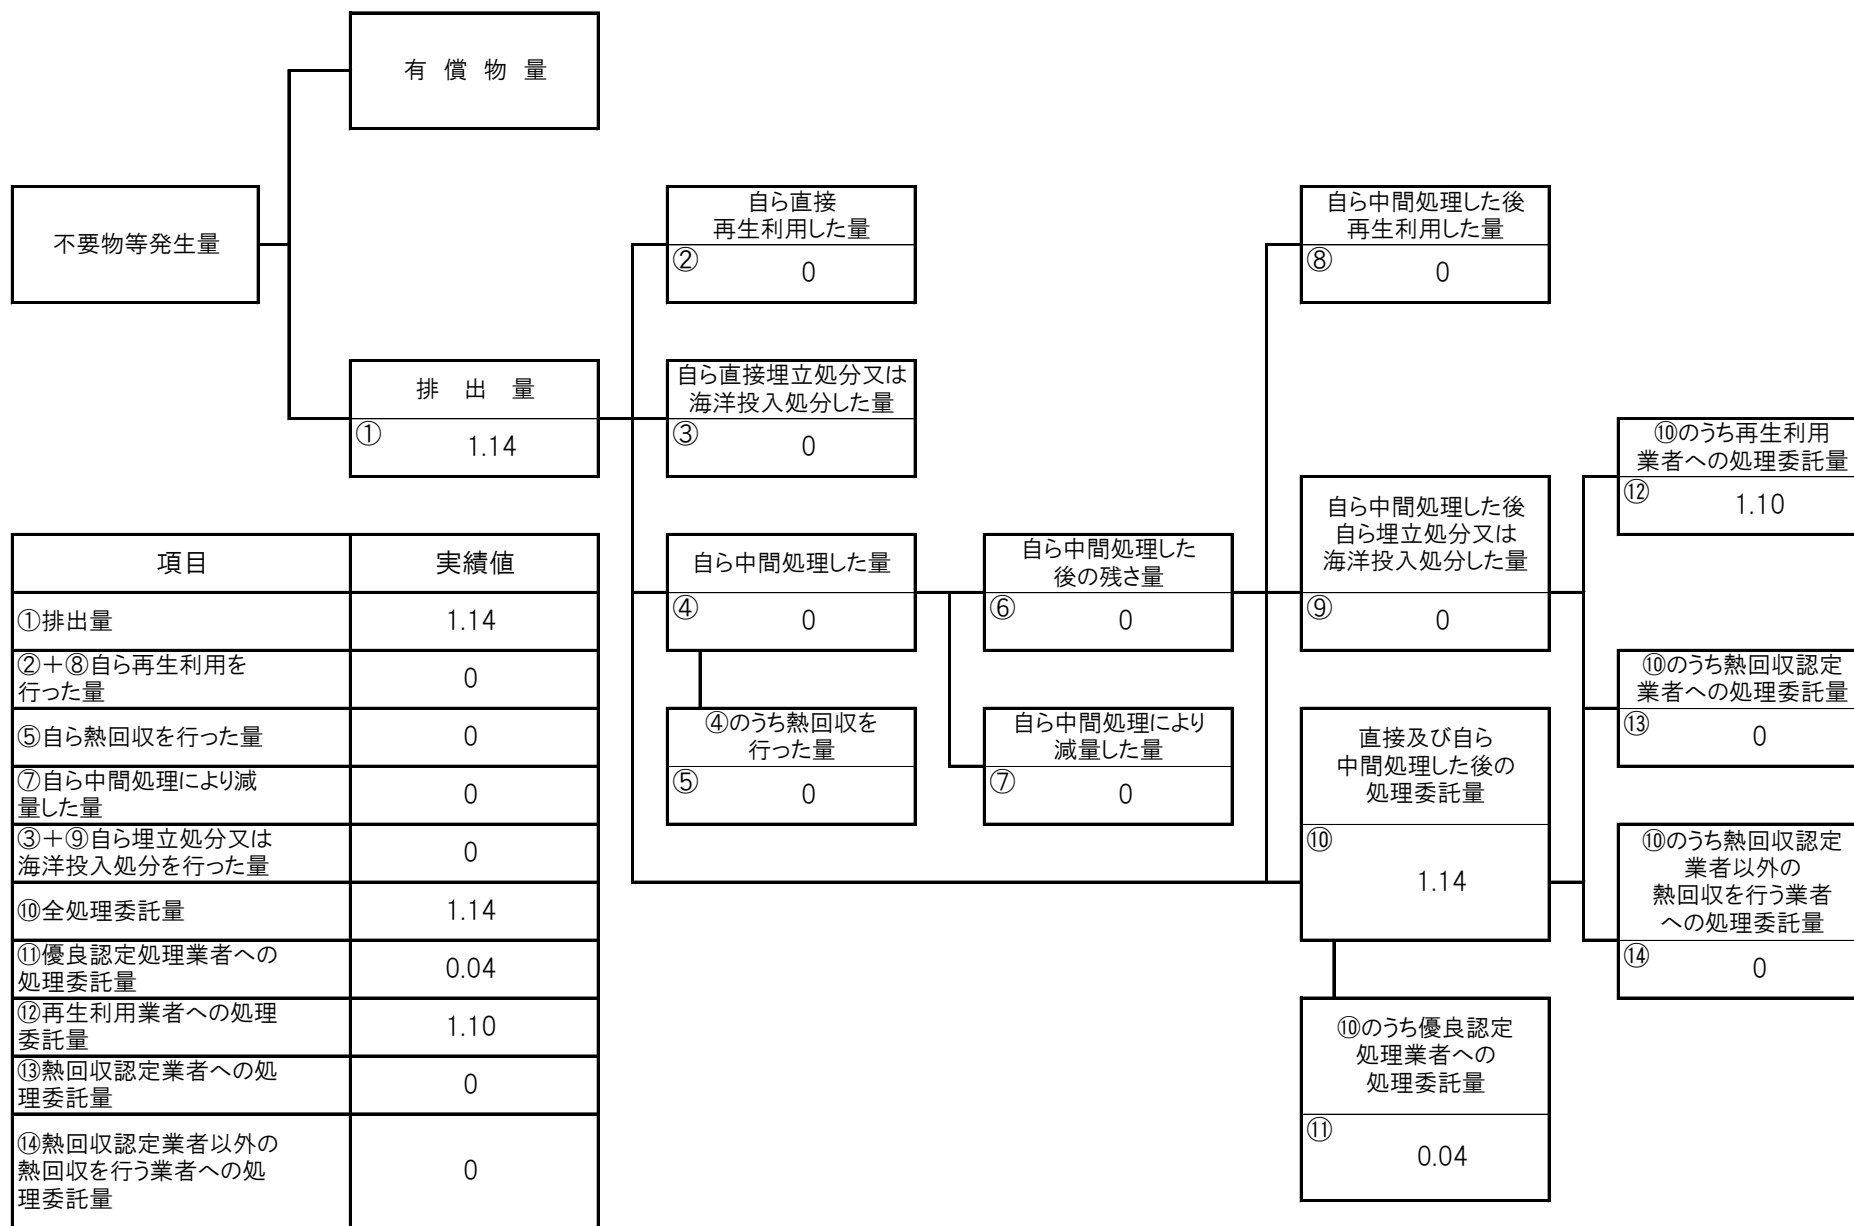 有 償 物 量
不要物等発生量
自ら直接
再生利用した量
②
0
自ら中間処理した後
再生利用した量
⑧
0
排 出 量
①
1.14
自ら直接埋立処分又は
海洋投入処分した量
③
0
⑩のうち再生利用
業者への処理委託量
⑫
1.10
自ら中間処理した量
④
0
自ら中間処理した
後の残さ量
⑥
0
自ら中間処理した後
自ら埋立処分又は
海洋投入処分した量
⑨
0
⑩のうち熱回収認定
業者への処理委託量
⑬
0
④のうち熱回収を
行った量
⑤
0
自ら中間処理により
減量した量
⑦
0
直接及び自ら
中間処理した後の
処理委託量
⑩
1.14
⑩のうち熱回収認定
業者以外の
熱回収を行う業者
への処理委託量
⑭
0
⑩のうち優良認定
処理業者への
処理委託量
⑪
0.04
項目 実績値
①排出量 1.14
②＋⑧自ら再生利用を
行った量
0
⑤自ら熱回収を行った量 0
⑦自ら中間処理により減
量した量
0
③＋⑨自ら埋立処分又は
海洋投入処分を行った量
0
⑩全処理委託量 1.14
⑪優良認定処理業者への
処理委託量
0.04
⑫再生利用業者への処理
委託量
1.10
⑬熱回収認定業者への処
理委託量
0
⑭熱回収認定業者以外の
熱回収を行う業者への処
理委託量
0